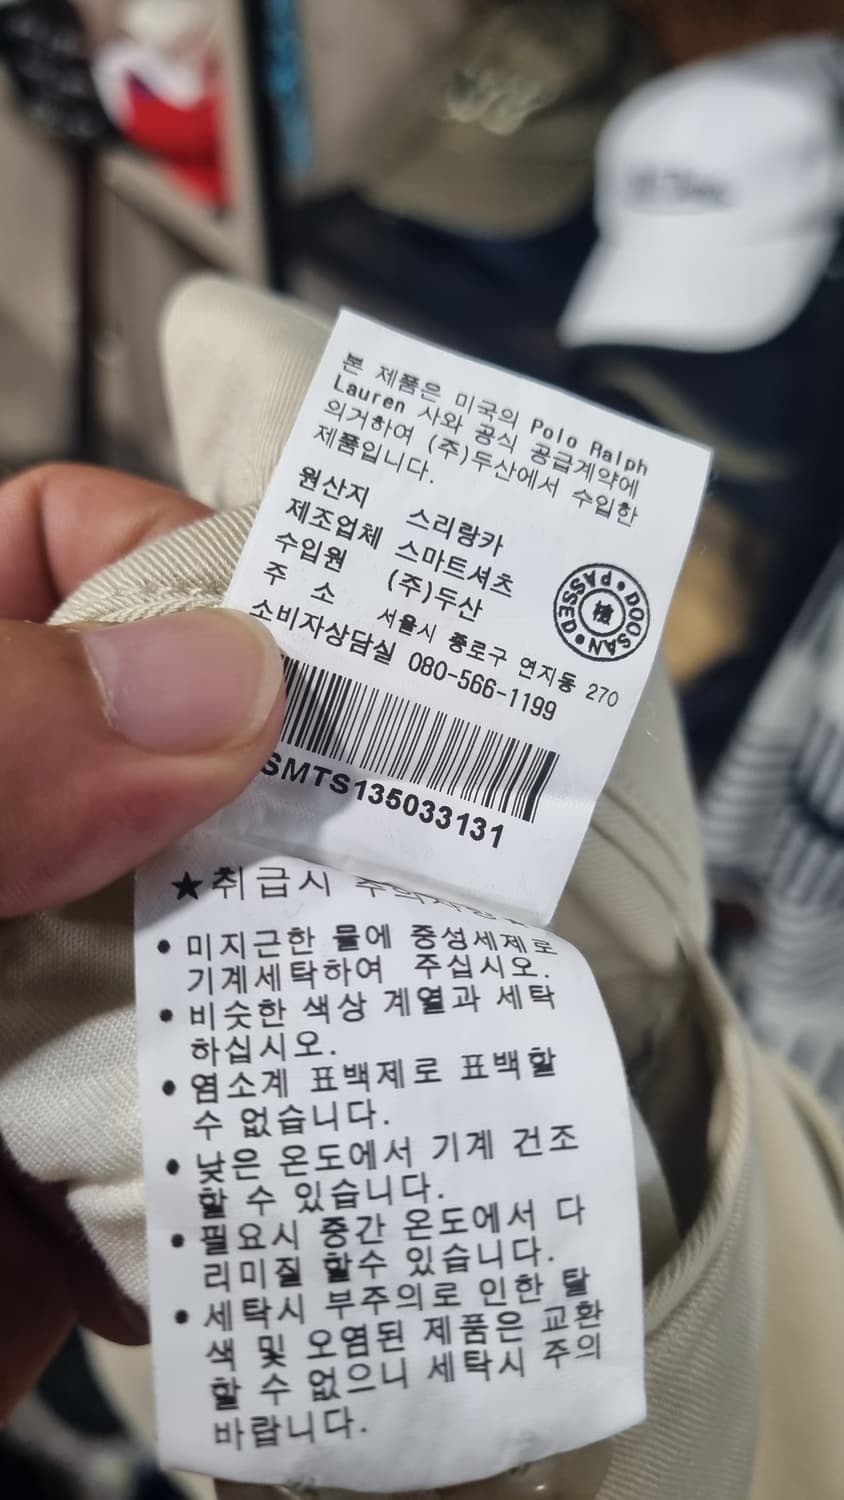 본 제품은 미국의 Polo Ralph
Lauren 사와 공식 공급계약에
의거하여 (주)두산에서 수입한
제품입니다.
원산지 스리랑카
제조업체 스마트셔츠
수입원 (주)두산
주 소 서울시 종로구 연지동 270
소비자상담실 080-566-1199
DOOSAN PASSED
檢
SMTS135033131
★취급시 주의사항
• 미지근한 물에 중성세제로
기계세탁하여 주십시오.
• 비슷한 색상 계열과 세탁
하십시오.
• 염소계 표백제로 표백할
수 없습니다.
• 낮은 온도에서 기계 건조
할 수 있습니다.
• 필요시 중간 온도에서 다
리미질 할수 있습니다.
• 세탁시 부주의로 인한 탈
색 및 오염된 제품은 교환
할 수 없으니 세탁시 주의
바랍니다.